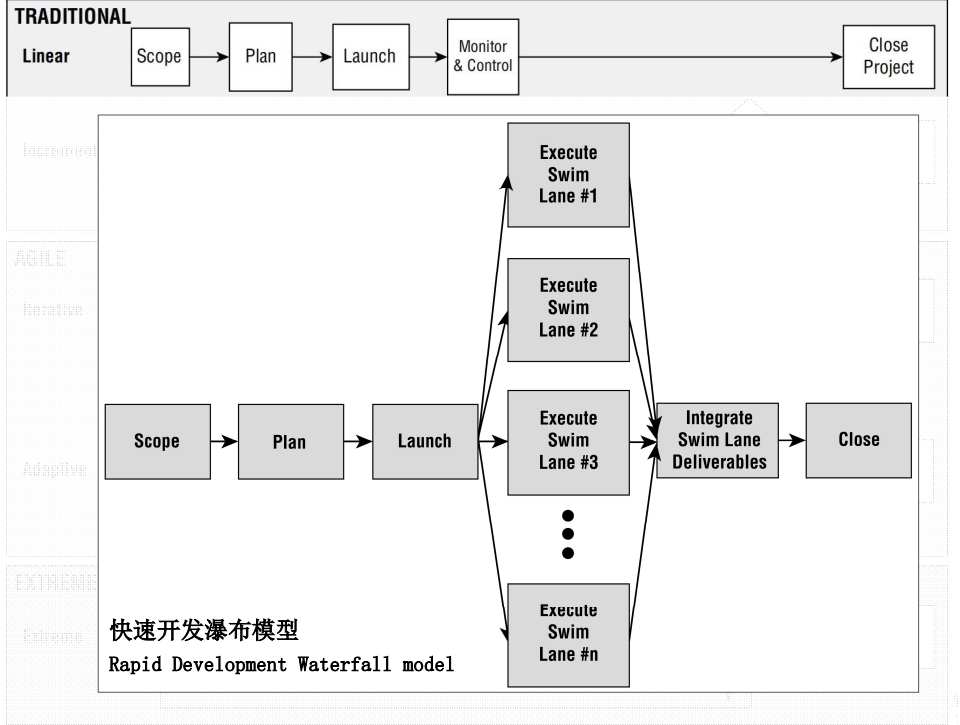 TRADITIONAL
Linear
Scope
Plan
Launch
Monitor
& Control
Close
Project
Increment
AGILE
Iterative
Adaptive
EXTREME
Extreme
Execute
Swim
Lane #1
Execute
Swim
Lane #2
Scope
Plan
Launch
Execute
Swim
Lane #3
Integrate
Swim Lane
Deliverables
Close
Execute
Swim
Lane #n
快速开发瀑布模型
Rapid Development Waterfall model